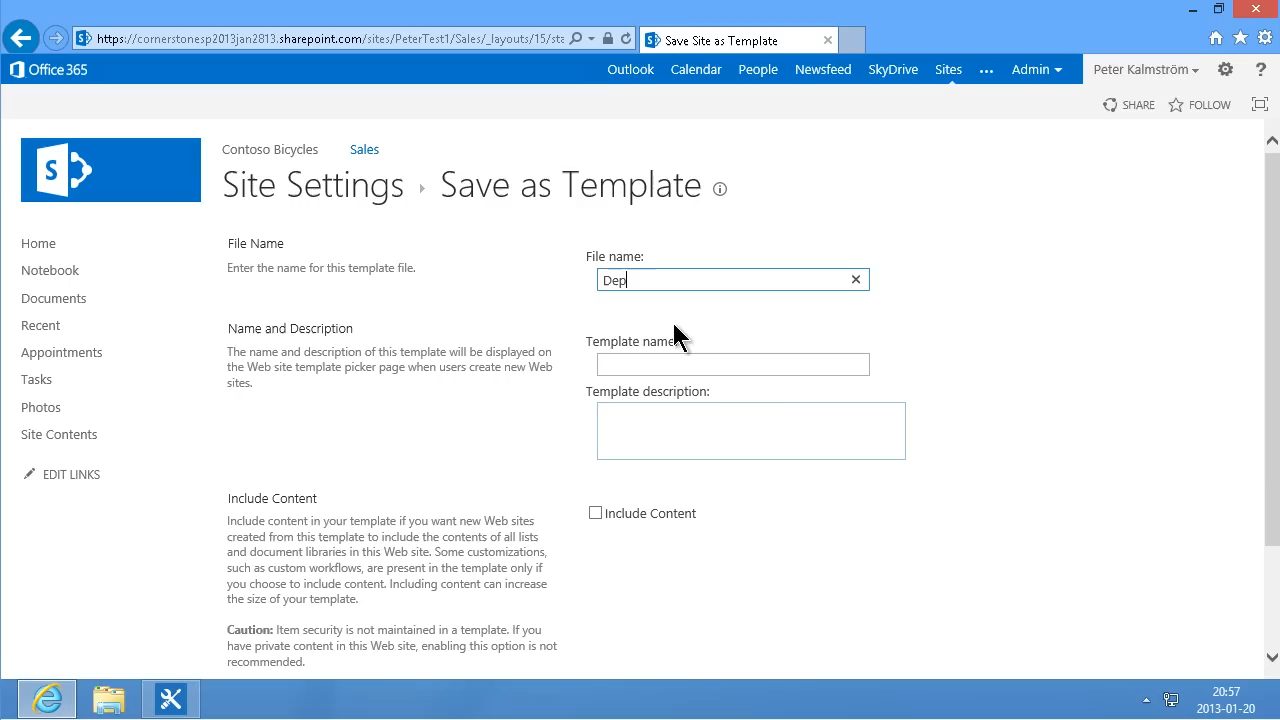 https://cornerstonesp2013jan2813.sharepoint.com/sites/PeterTest1/Sales/_layouts/15/sta
Save Site as Template
Office 365
Outlook
Calendar
People
Newsfeed
SkyDrive
Sites
...
Admin
Peter Kalmström
?
SHARE
FOLLOW
S
Contoso Bicycles
Sales
Site Settings
Save as Template
Home
Notebook
Documents
Recent
Appointments
Tasks
Photos
Site Contents
EDIT LINKS
File Name
Enter the name for this template file.
File name:
Dep
Name and Description
The name and description of this template will be displayed on
the Web site template picker page when users create new Web
sites.
Template name
Template description:
Include Content
Include content in your template if you want new Web sites
created from this template to include the contents of all lists
and document libraries in this Web site. Some customizations,
such as custom workflows, are present in the template only if
you choose to include content. Including content can increase
the size of your template.
Caution: Item security is not maintained in a template. If you
have private content in this Web site, enabling this option is not
recommended.
Include Content
20:57
2013-01-20